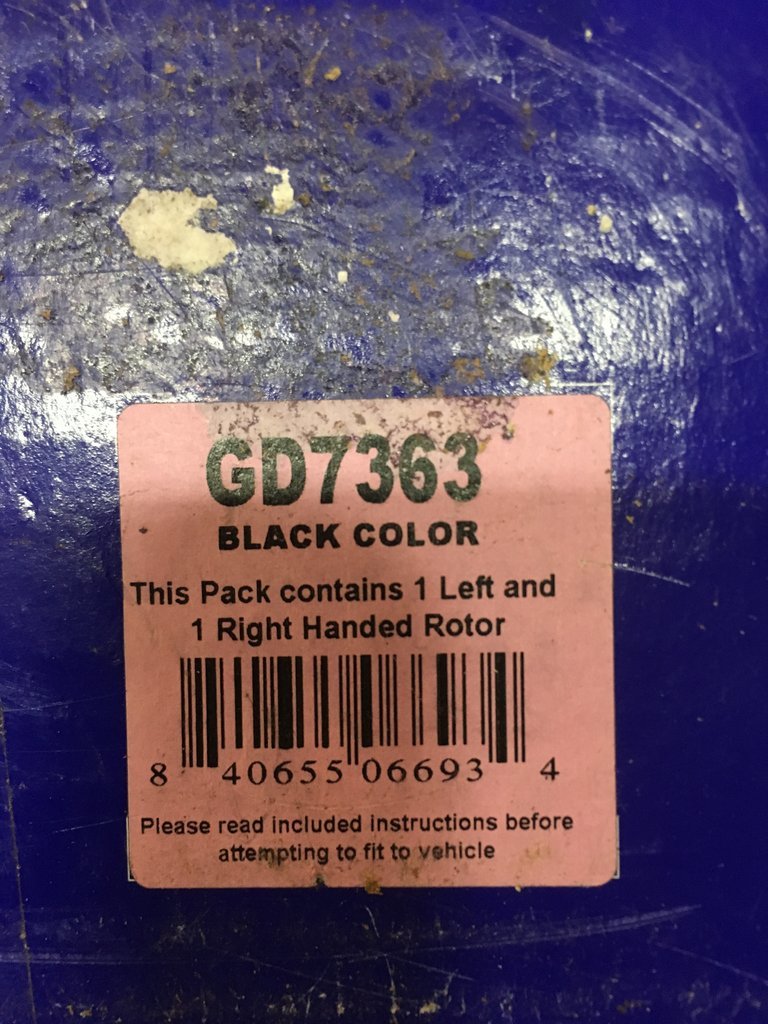 GD7363
BLACK COLOR
This Pack contains 1 Left and
1 Right Handed Rotor
8 40655 06693 4
Please read included instructions before
attempting to fit to vehicle